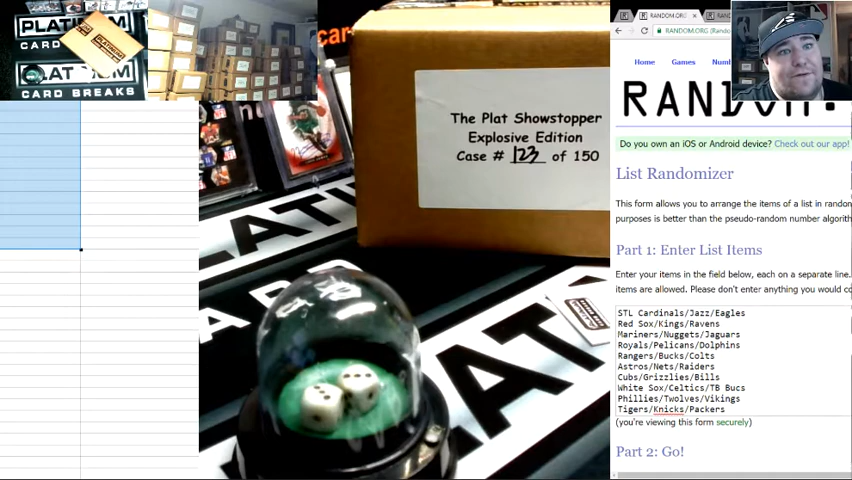 PLATINUM
CARD
CARD BREAKS
The Plat Showstopper
Explosive Edition
Case # 123 of 150
RANDOM.ORG
Home Games
Do you own an iOS or Android device? Check out our app!
List Randomizer
This form allows you to arrange the items of a list in random
purposes is better than the pseudo-random number algorith
Part 1: Enter List Items
Enter your items in the field below, each on a separate line.
items are allowed. Please don't enter anything you would co
STL Cardinals/Jazz/Eagles
Red Sox/Kings/Ravens
Mariners/Nuggets/Jaguars
Royals/Pelicans/Dolphins
Rangers/Bucks/Colts
Astros/Nets/Raiders
Cubs/Grizzlies/Bills
White Sox/Celtics/TB Bucs
Phillies/Twolves/Vikings
Tigers/Knicks/Packers
(you're viewing this form securely)
Part 2: Go!